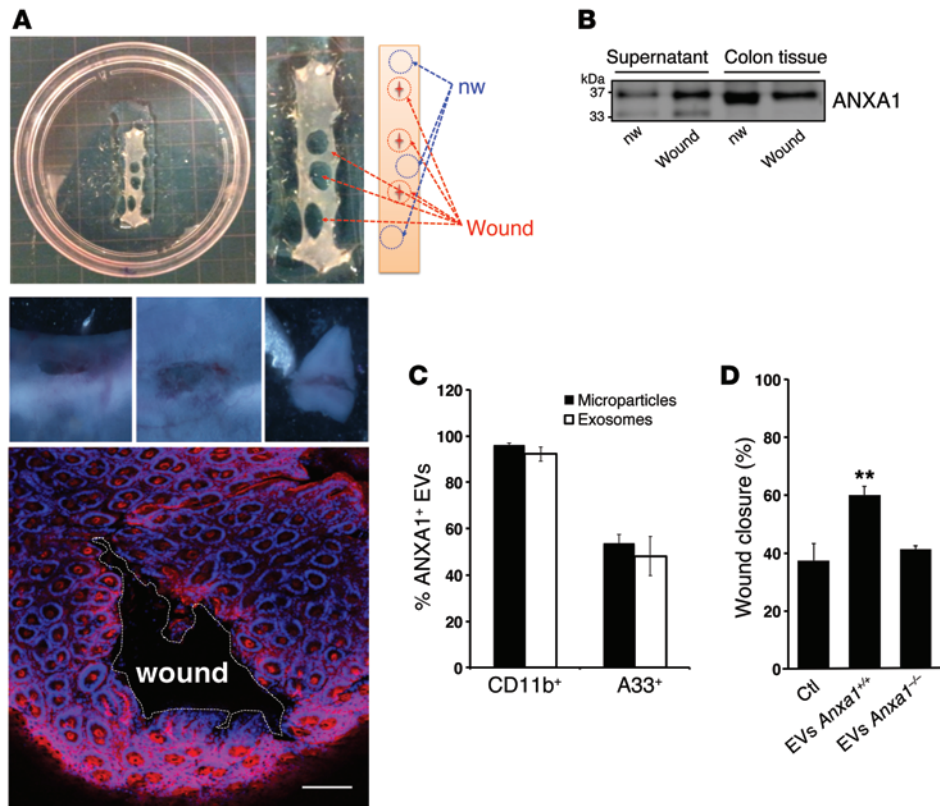 A
nw
Wound
wound
B
Supernatant Colon tissue
kDa
37
33
ANXA1
nw Wound nw Wound
C
Microparticles
Exosomes
% ANXA1⁺ EVs
120
100
80
60
40
20
0
CD11b⁺ A33⁺
D
Wound closure (%)
100
80
60
40
20
0
**
Ctl EVs Anxa1⁺/⁺ EVs Anxa1⁻/⁻